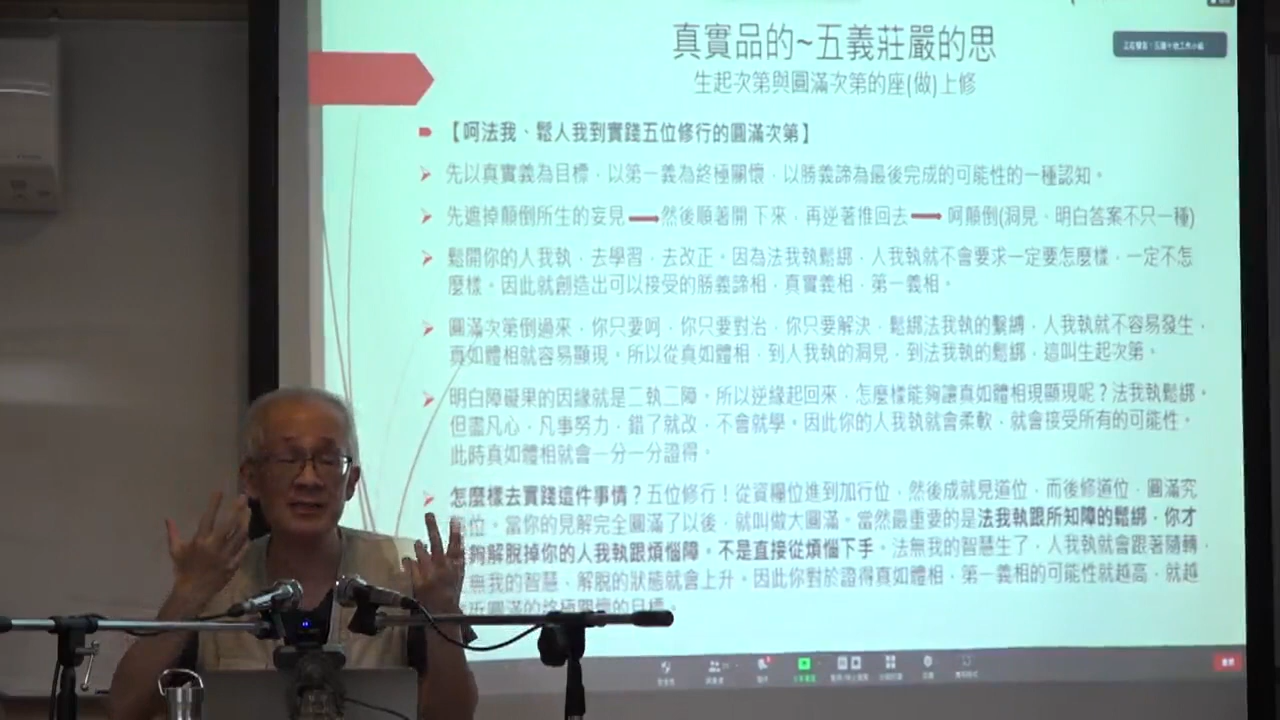 真實品的~五義莊嚴的思
生起次第與圓滿次第的座(做)上修
【呵法我、鬆人我到實踐五位修行的圓滿次第】
先以真實義為目標，以第一義為終極關懷，以勝義諦為最後完成的可能性的一種認知。
先遮掉顛倒所生的妄見 然後順著開下來，再逆著推回去 呵顛倒(洞見、明白答案不只一種)
鬆開你的人我執，去學習，去改正。因為法我執鬆綁，人我執就不會要求一定要怎麼樣，一定不怎
麼樣。因此就創造出可以接受的勝義諦相，真實義相，第一義相。
圓滿次第倒過來，你只要呵，你只要對治，你只要解決，鬆綁法我執的繫縛，人我執就不容易發生，
真如體相就容易顯現。所以從真如體相，到人我執的洞見，到法我執的鬆綁，這叫生起次第。
明白障礙果的因緣就是二執二障。所以逆緣起回來，怎麼樣能夠讓真如體相現顯現呢？法我執鬆綁。
但盡凡心，凡事努力，錯了就改，不會就學。因此你的人我執就會柔軟，就會接受所有的可能性。
此時真如體相就會一分一分證得。
怎麼樣去實踐這件事情？五位修行！從資糧位進到加行位，然後成就見道位，而後修道位，圓滿究
位。當你的見解完全圓滿了以後，就叫做大圓滿。當然最重要的是法我執跟所知障的鬆綁，你才
夠解脫掉你的人我執跟煩惱障。不是直接從煩惱下手。法無我的智慧生了，人我執就會跟著隨轉，
無我的智慧，解脫的狀態就會上升。因此你對於證得真如體相，第一義相的可能性就越高，就越
圓滿的終極關懷的目標。